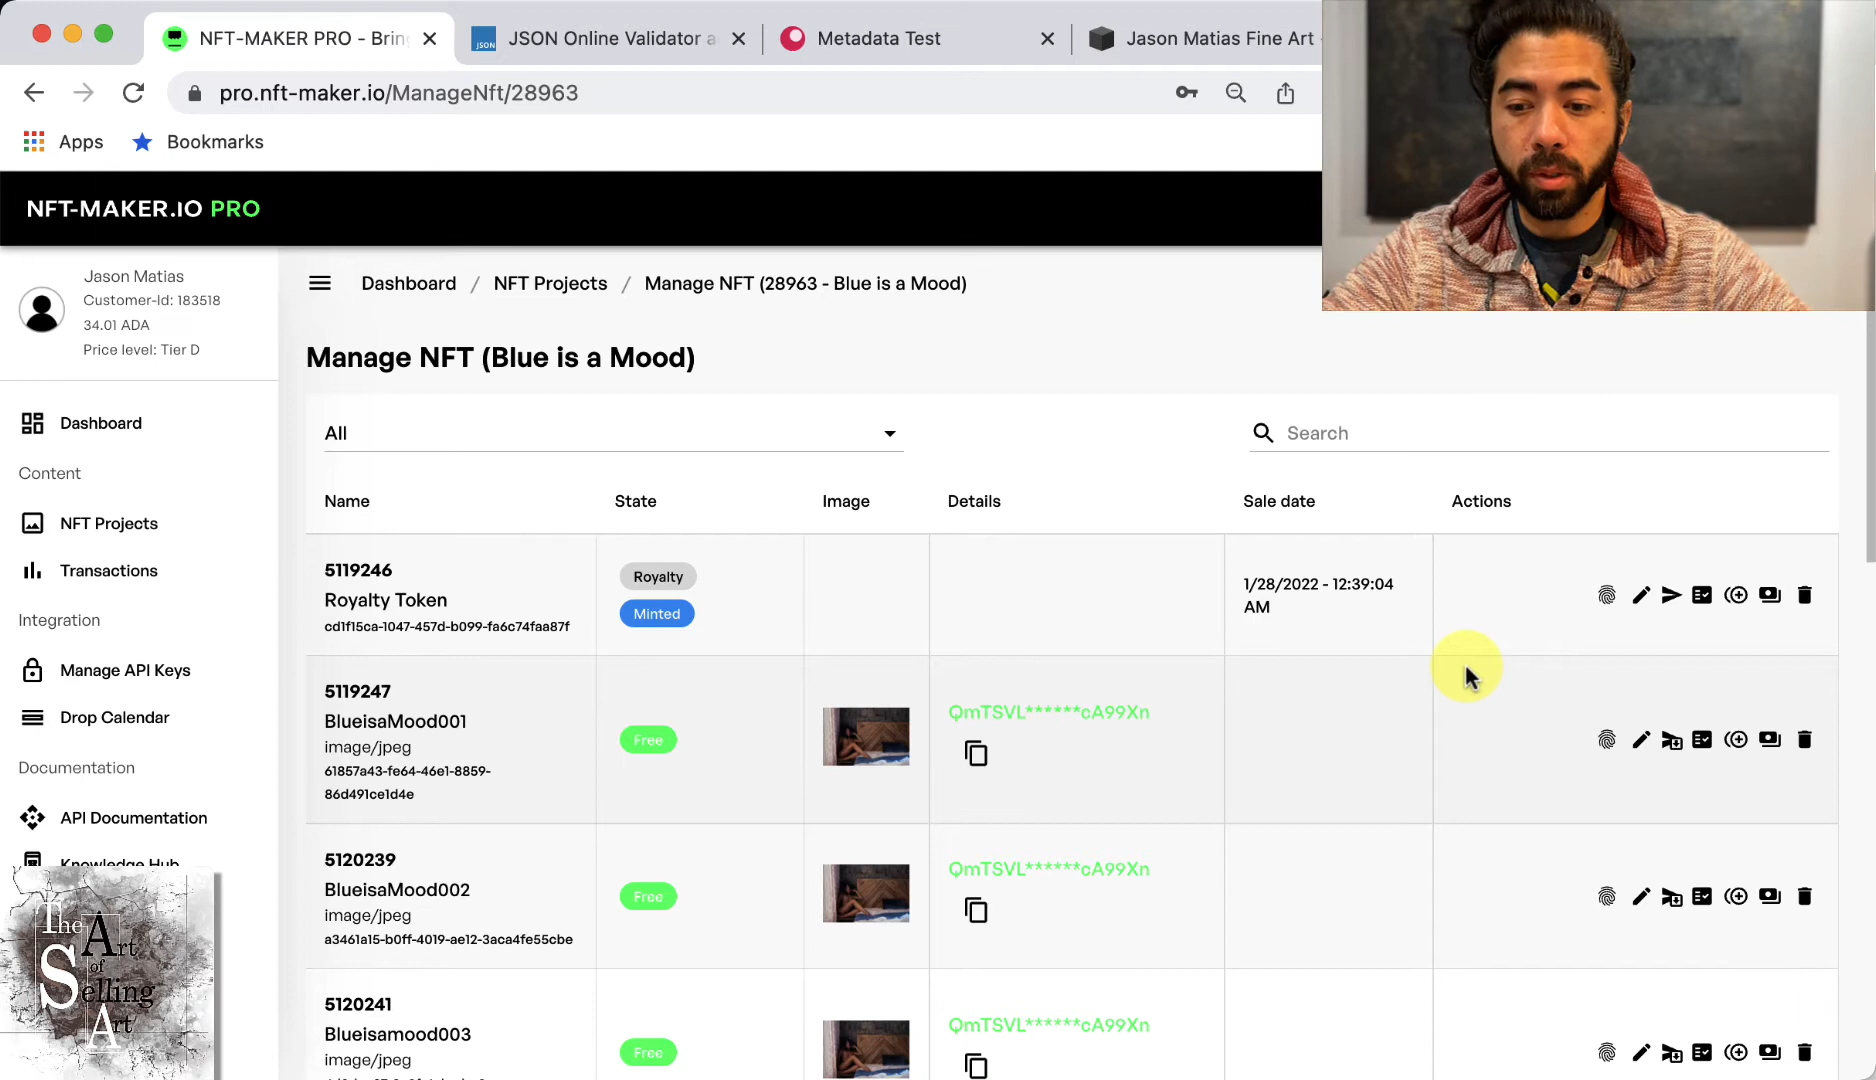 NFT-MAKER PRO - Bring
JSON Online Validator a
Metadata Test
Jason Matias Fine Art -
pro.nft-maker.io/ManageNft/28963
Apps
Bookmarks
NFT-MAKER.IO PRO
Jason Matias
Customer-Id: 183518
34.01 ADA
Price level: Tier D
Dashboard / NFT Projects / Manage NFT (28963 - Blue is a Mood)
Manage NFT (Blue is a Mood)
Dashboard
Content
NFT Projects
Transactions
Integration
Manage API Keys
Drop Calendar
Documentation
API Documentation
Knowledge Hub
All
Search
Name State Image Details Sale date Actions
5119246
Royalty Token
cd1f15ca-1047-457d-b099-fa6c74faa87f
Royalty
Minted
1/28/2022 - 12:39:04
AM
5119247
BlueisaMood001
image/jpeg
61857a43-fe64-46e1-8859-
86d491ce1d4e
Free
QmTSVL******cA99Xn
5120239
BlueisaMood002
image/jpeg
a3461a15-b0ff-4019-ae12-3aca4fe55cbe
Free
QmTSVL******cA99Xn
5120241
Blueisamood003
image/jpeg
Free
QmTSVL******cA99Xn
The
Art
of
Selling
Art
JSON